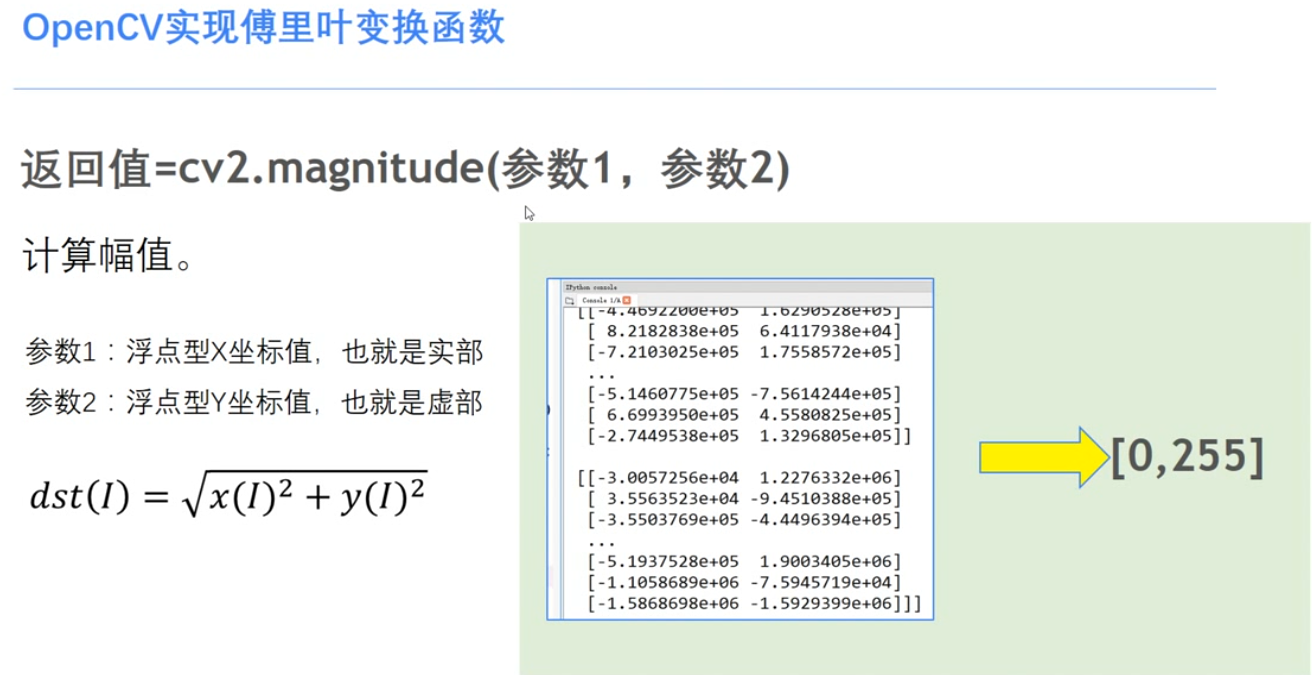 OpenCV实现傅里叶变换函数
返回值=cv2.magnitude(参数1，参数2)
计算幅值。
参数1：浮点型X坐标值，也就是实部
参数2：浮点型Y坐标值，也就是虚部
dst(I) = √x(I)² + y(I)²
IPython console
Console 1/A
[[-4.4692200e+05 1.6290528e+05]
[ 8.2182838e+05 6.4117938e+04]
[-7.2103025e+05 1.7558572e+05]
...
[-5.1460775e+05 -7.5614244e+05]
[ 6.6993950e+05 4.5580825e+05]
[-2.7449538e+05 1.3296805e+05]]
[[-3.0057256e+04 1.2276332e+06]
[ 3.5563523e+04 -9.4510388e+05]
[-3.5503769e+05 -4.4496394e+05]
...
[-5.1937528e+05 1.9003405e+06]
[-1.1058689e+06 -7.5945719e+04]
[-1.5868698e+06 -1.5929399e+06]]]
[0,255]